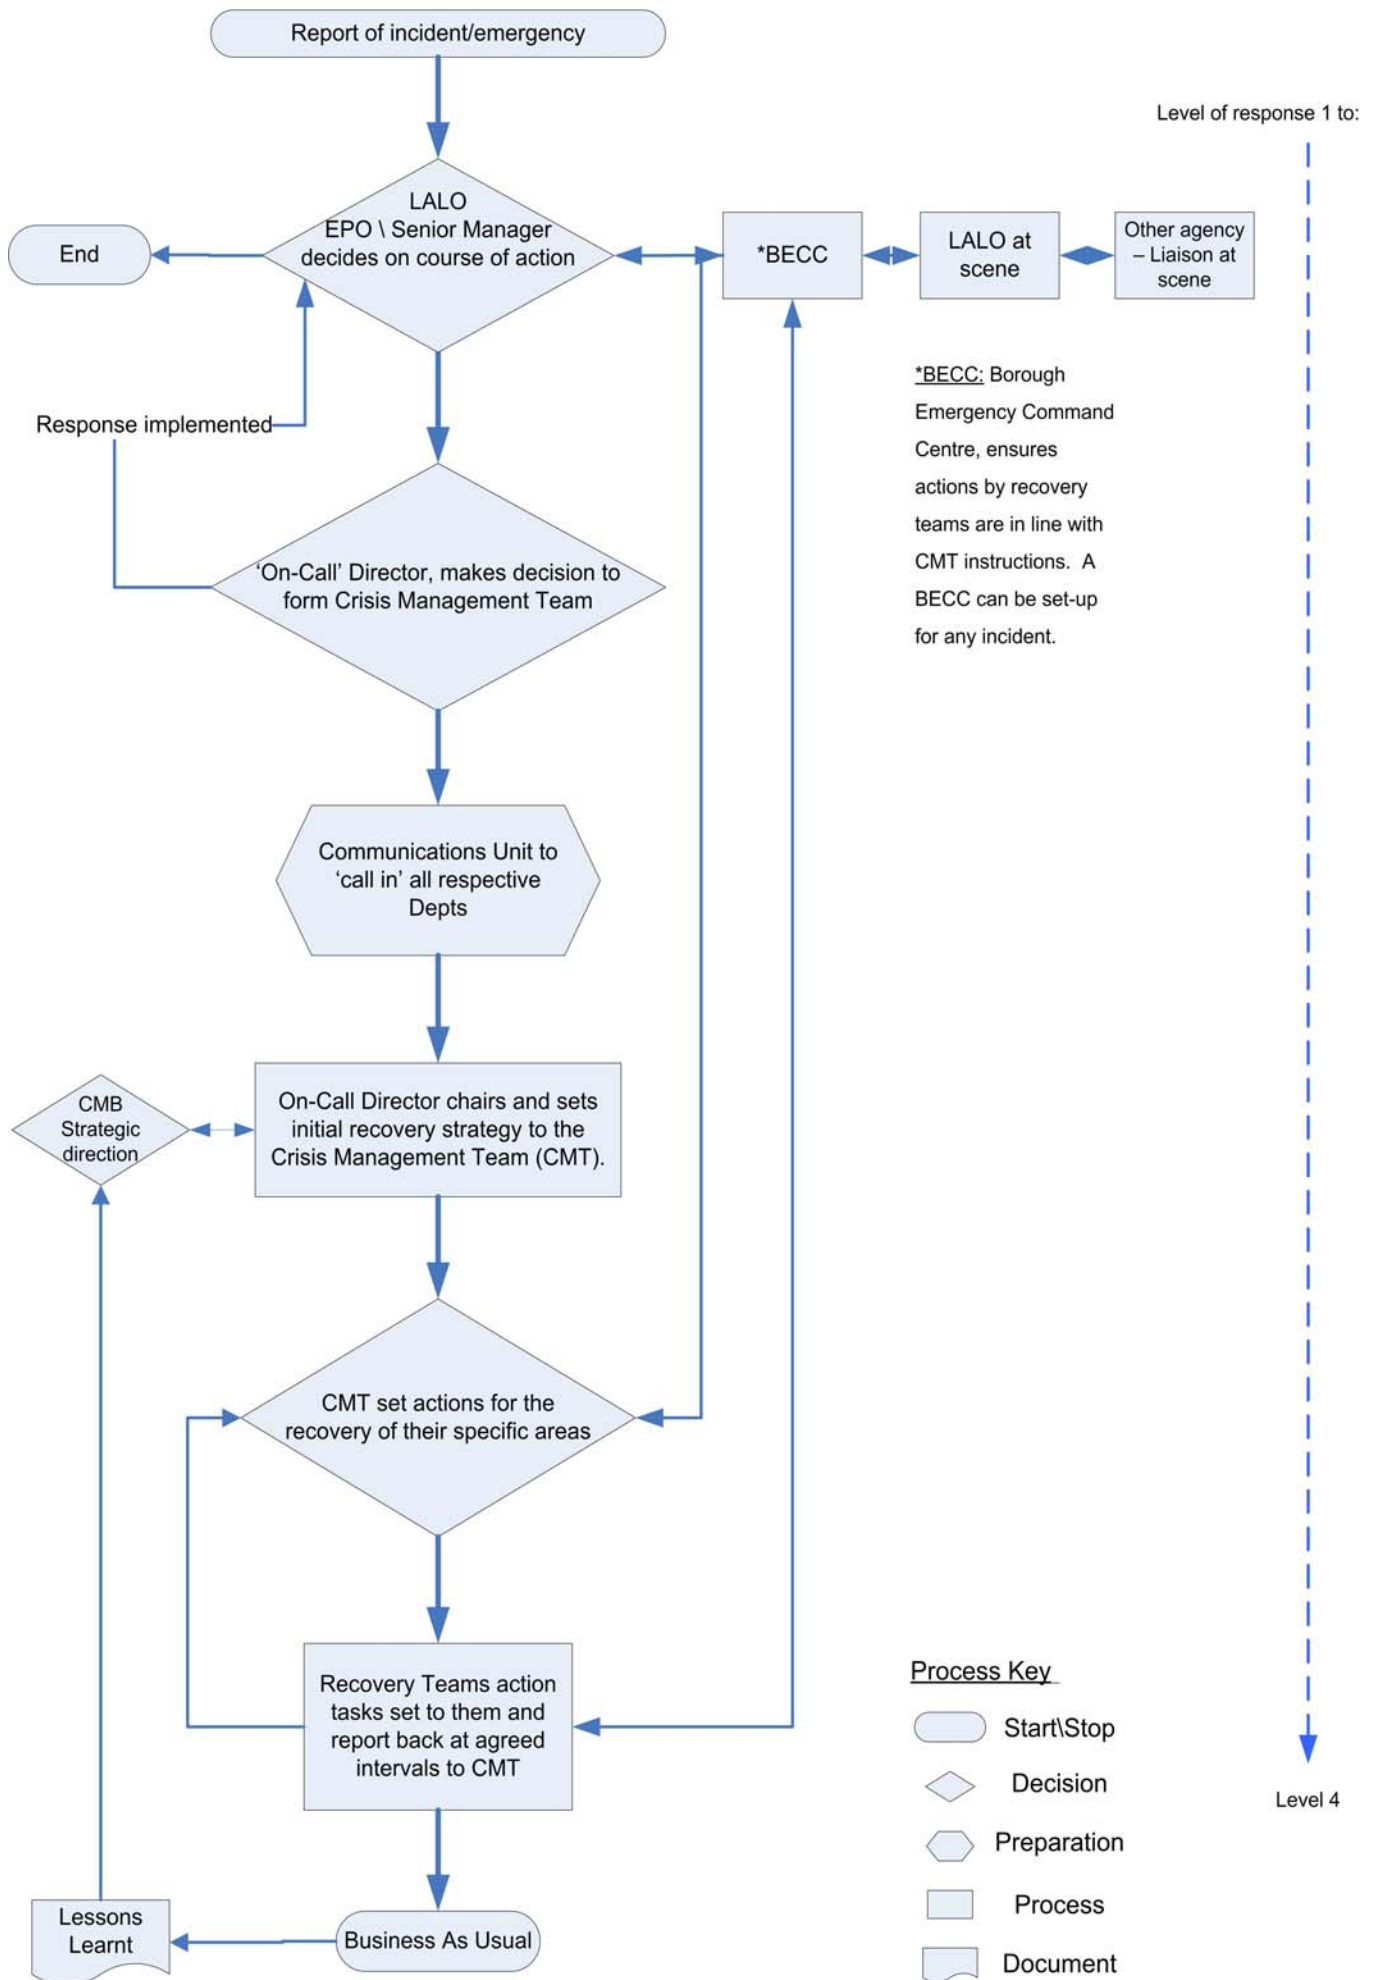 Report of incident/emergency
Level of response 1 to:
LALO
EPO \ Senior Manager
decides on course of action
End
*BECC
LALO at
scene
Other agency
– Liaison at
scene
*BECC: Borough
Emergency Command
Centre, ensures
actions by recovery
teams are in line with
CMT instructions. A
BECC can be set-up
for any incident.
Response implemented
‘On-Call’ Director, makes decision to
form Crisis Management Team
Communications Unit to
‘call in’ all respective
Depts
CMB
Strategic
direction
On-Call Director chairs and sets
initial recovery strategy to the
Crisis Management Team (CMT).
CMT set actions for the
recovery of their specific areas
Recovery Teams action
tasks set to them and
report back at agreed
intervals to CMT
Lessons
Learnt
Business As Usual
Process Key
Start\Stop
Decision
Preparation
Process
Document
Level 4